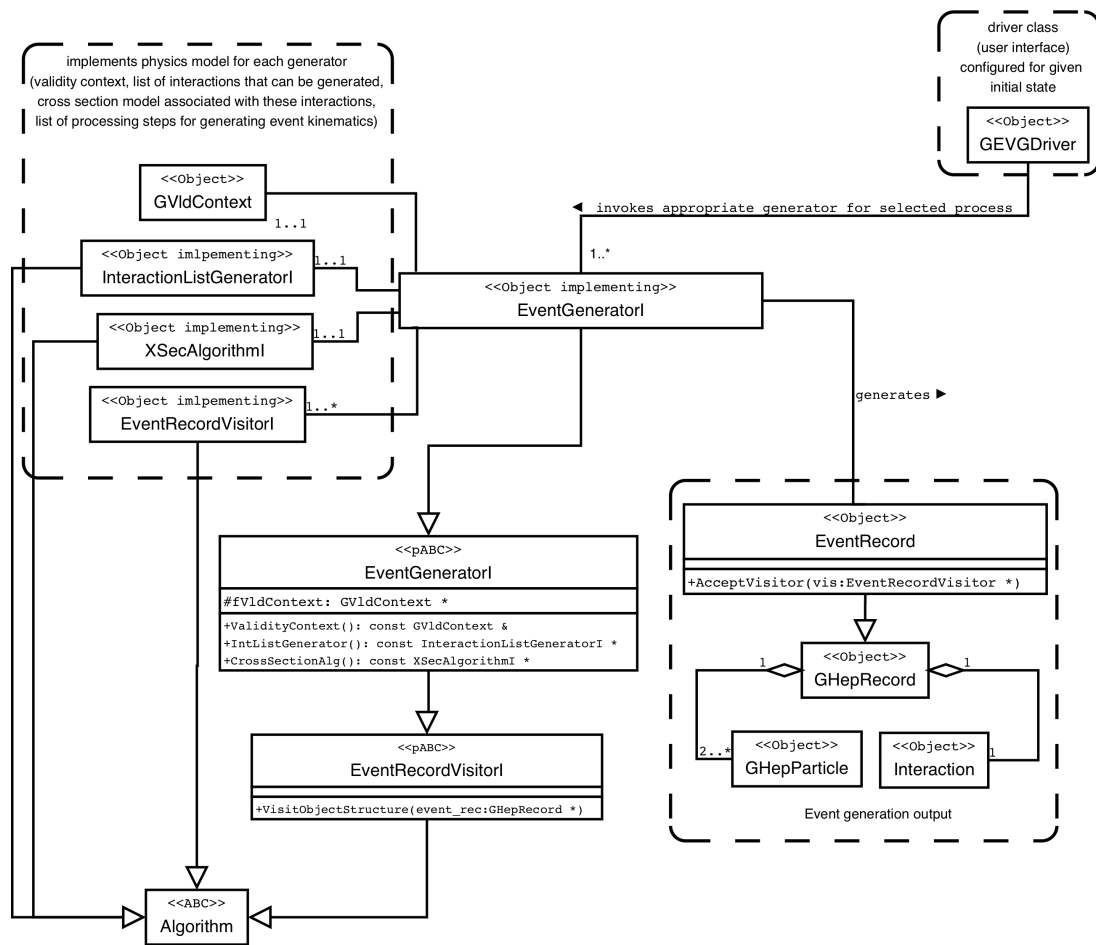 implements physics model for each generator
(validity context, list of interactions that can be generated,
cross section model associated with these interactions,
list of processing steps for generating event kinematics)
driver class
(user interface)
configured for given
initial state
<<Object>>
GEVGDriver
<<Object>>
GVldContext
1..1
◄ invokes appropriate generator for selected process
1..*
<<Object imlpementing>>
InteractionListGeneratorI
1..1
<<Object implementing>>
EventGeneratorI
<<Object implementing>>
XSecAlgorithmI
1..1
<<Object imlpementing>>
EventRecordVisitorI
1..*
generates ►
<<pABC>>
EventGeneratorI
#fVldContext: GVldContext *
+ValidityContext(): const GVldContext &
+IntListGenerator(): const InteractionListGeneratorI *
+CrossSectionAlg(): const XSecAlgorithmI *
<<Object>>
EventRecord
+AcceptVisitor(vis:EventRecordVisitor *)
<<Object>>
GHepRecord
1
1
<<Object>>
GHepParticle
2..*
<<Object>>
Interaction
1
Event generation output
<<pABC>>
EventRecordVisitorI
+VisitObjectStructure(event_rec:GHepRecord *)
<<ABC>>
Algorithm